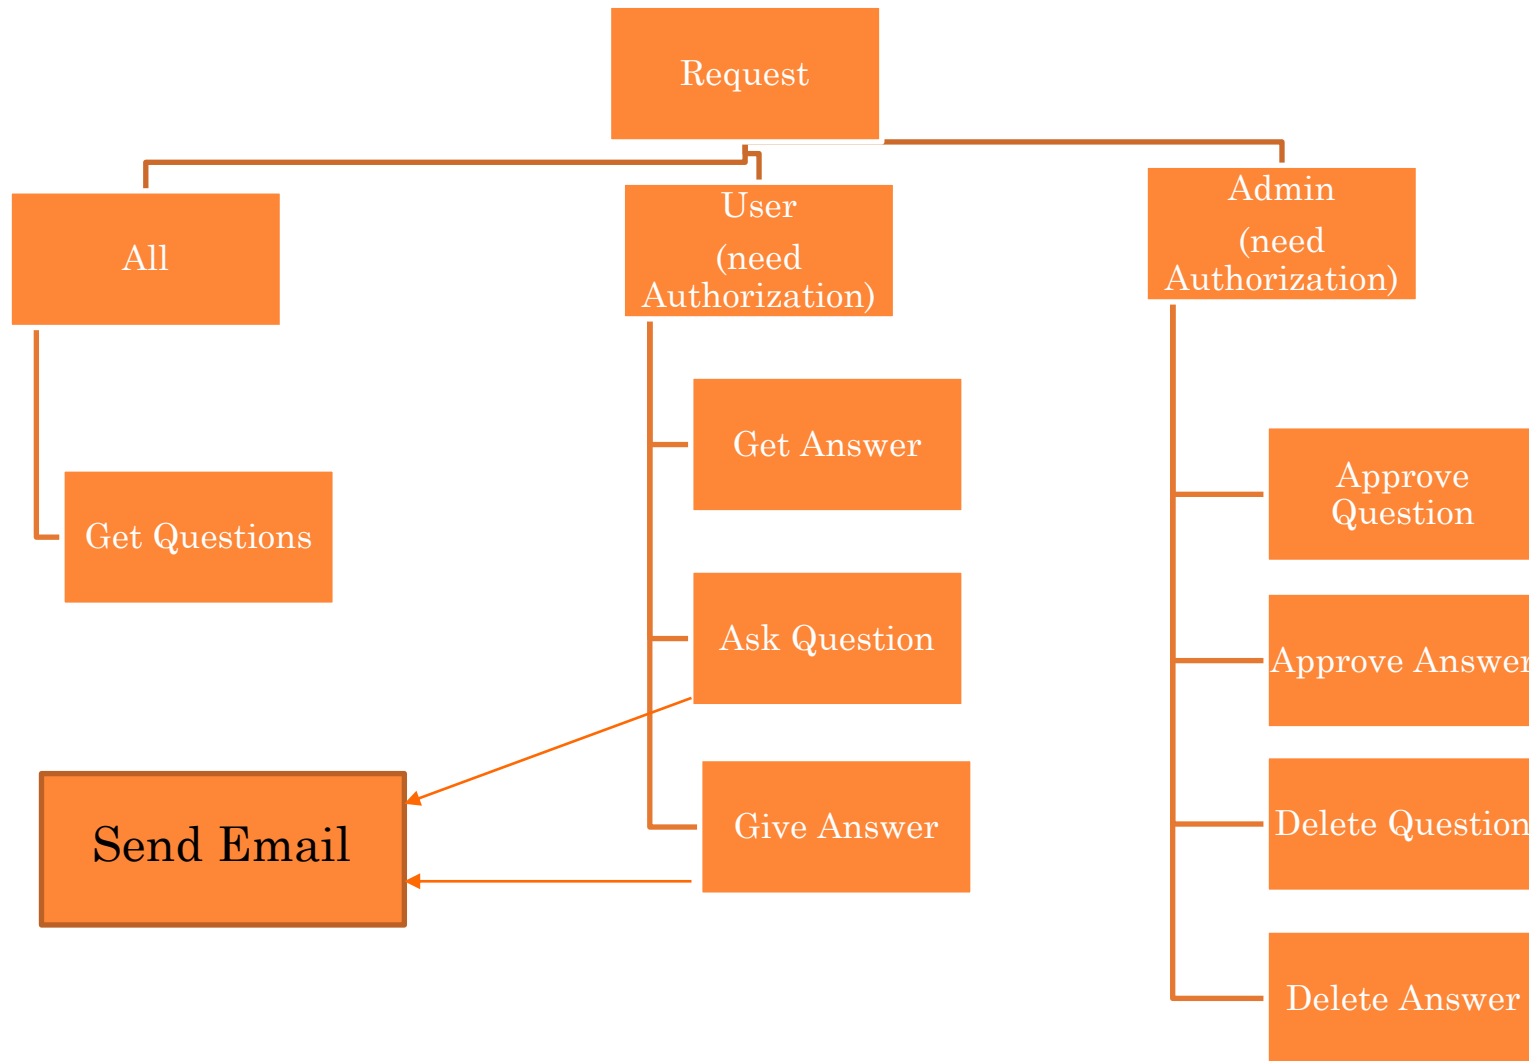 Request
All
User
(need
Authorization)
Admin
(need
Authorization)
Get Questions
Get Answer
Ask Question
Give Answer
Send Email
Approve
Question
Approve Answer
Delete Question
Delete Answer